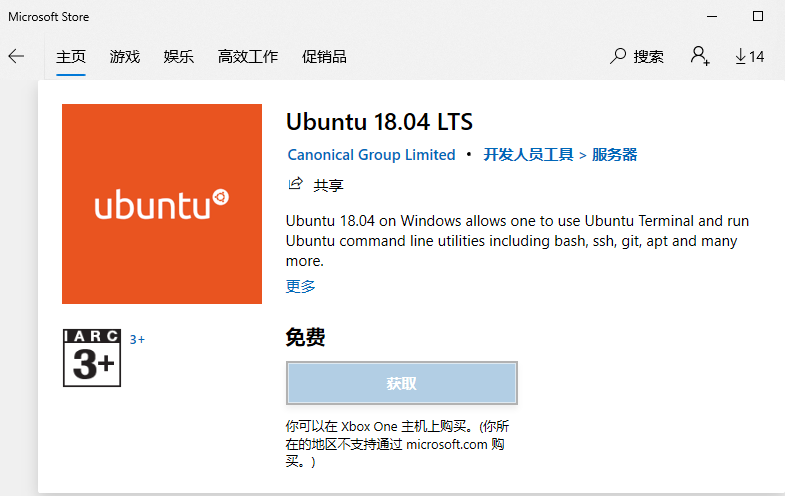 Microsoft Store
主页 游戏 娱乐 高效工作 促销品 搜索 14
ubuntu
Ubuntu 18.04 LTS
Canonical Group Limited • 开发人员工具 > 服务器
共享
Ubuntu 18.04 on Windows allows one to use Ubuntu Terminal and run
Ubuntu command line utilities including bash, ssh, git, apt and many
more.
更多
IARC
3+
3+
免费
获取
你可以在 Xbox One 主机上购买。(你所
在的地区不支持通过 microsoft.com 购
买。)